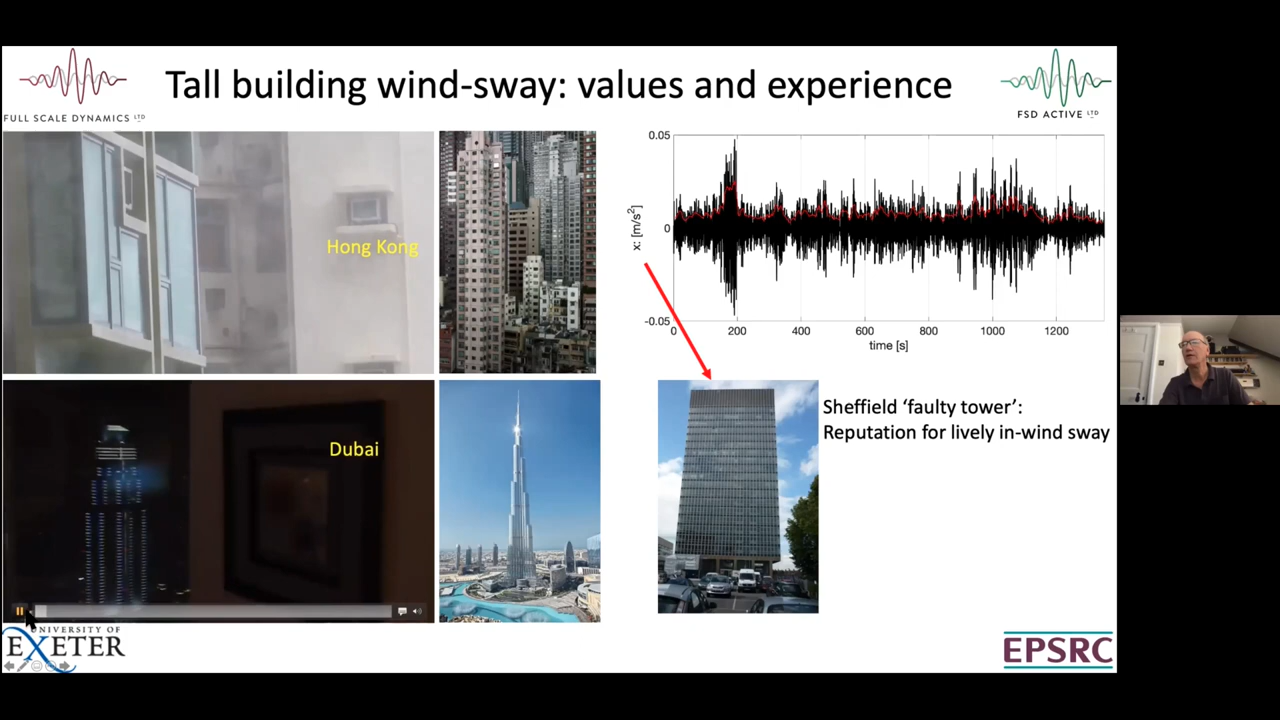 Tall building wind-sway: values and experience
FULL SCALE DYNAMICS LTD
FSD ACTIVE LTD
Hong Kong
0.05
0
-0.05
ẍ: [m/s²]
0
200
400
600
800
1000
1200
time [s]
Dubai
Sheffield ‘faulty tower’:
Reputation for lively in-wind sway
UNIVERSITY OF
EXETER
EPSRC